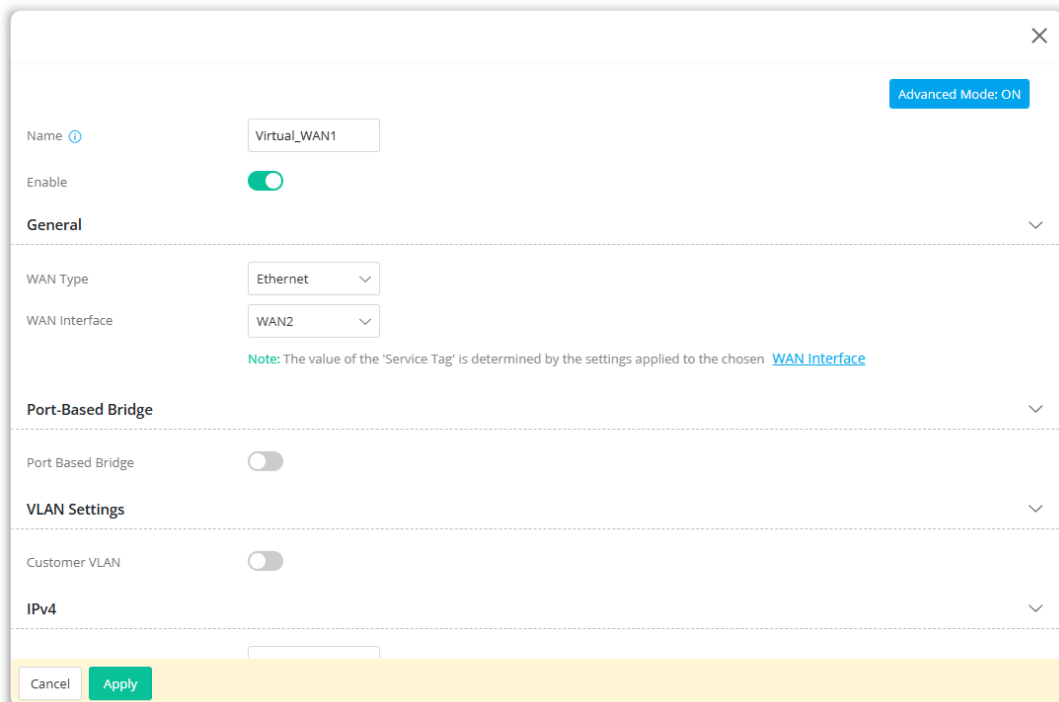 Advanced Mode: ON
Name
Virtual_WAN1
Enable
General
WAN Type
Ethernet
WAN Interface
WAN2
Note: The value of the 'Service Tag' is determined by the settings applied to the chosen WAN Interface
Port-Based Bridge
Port Based Bridge
VLAN Settings
Customer VLAN
IPv4
Cancel
Apply